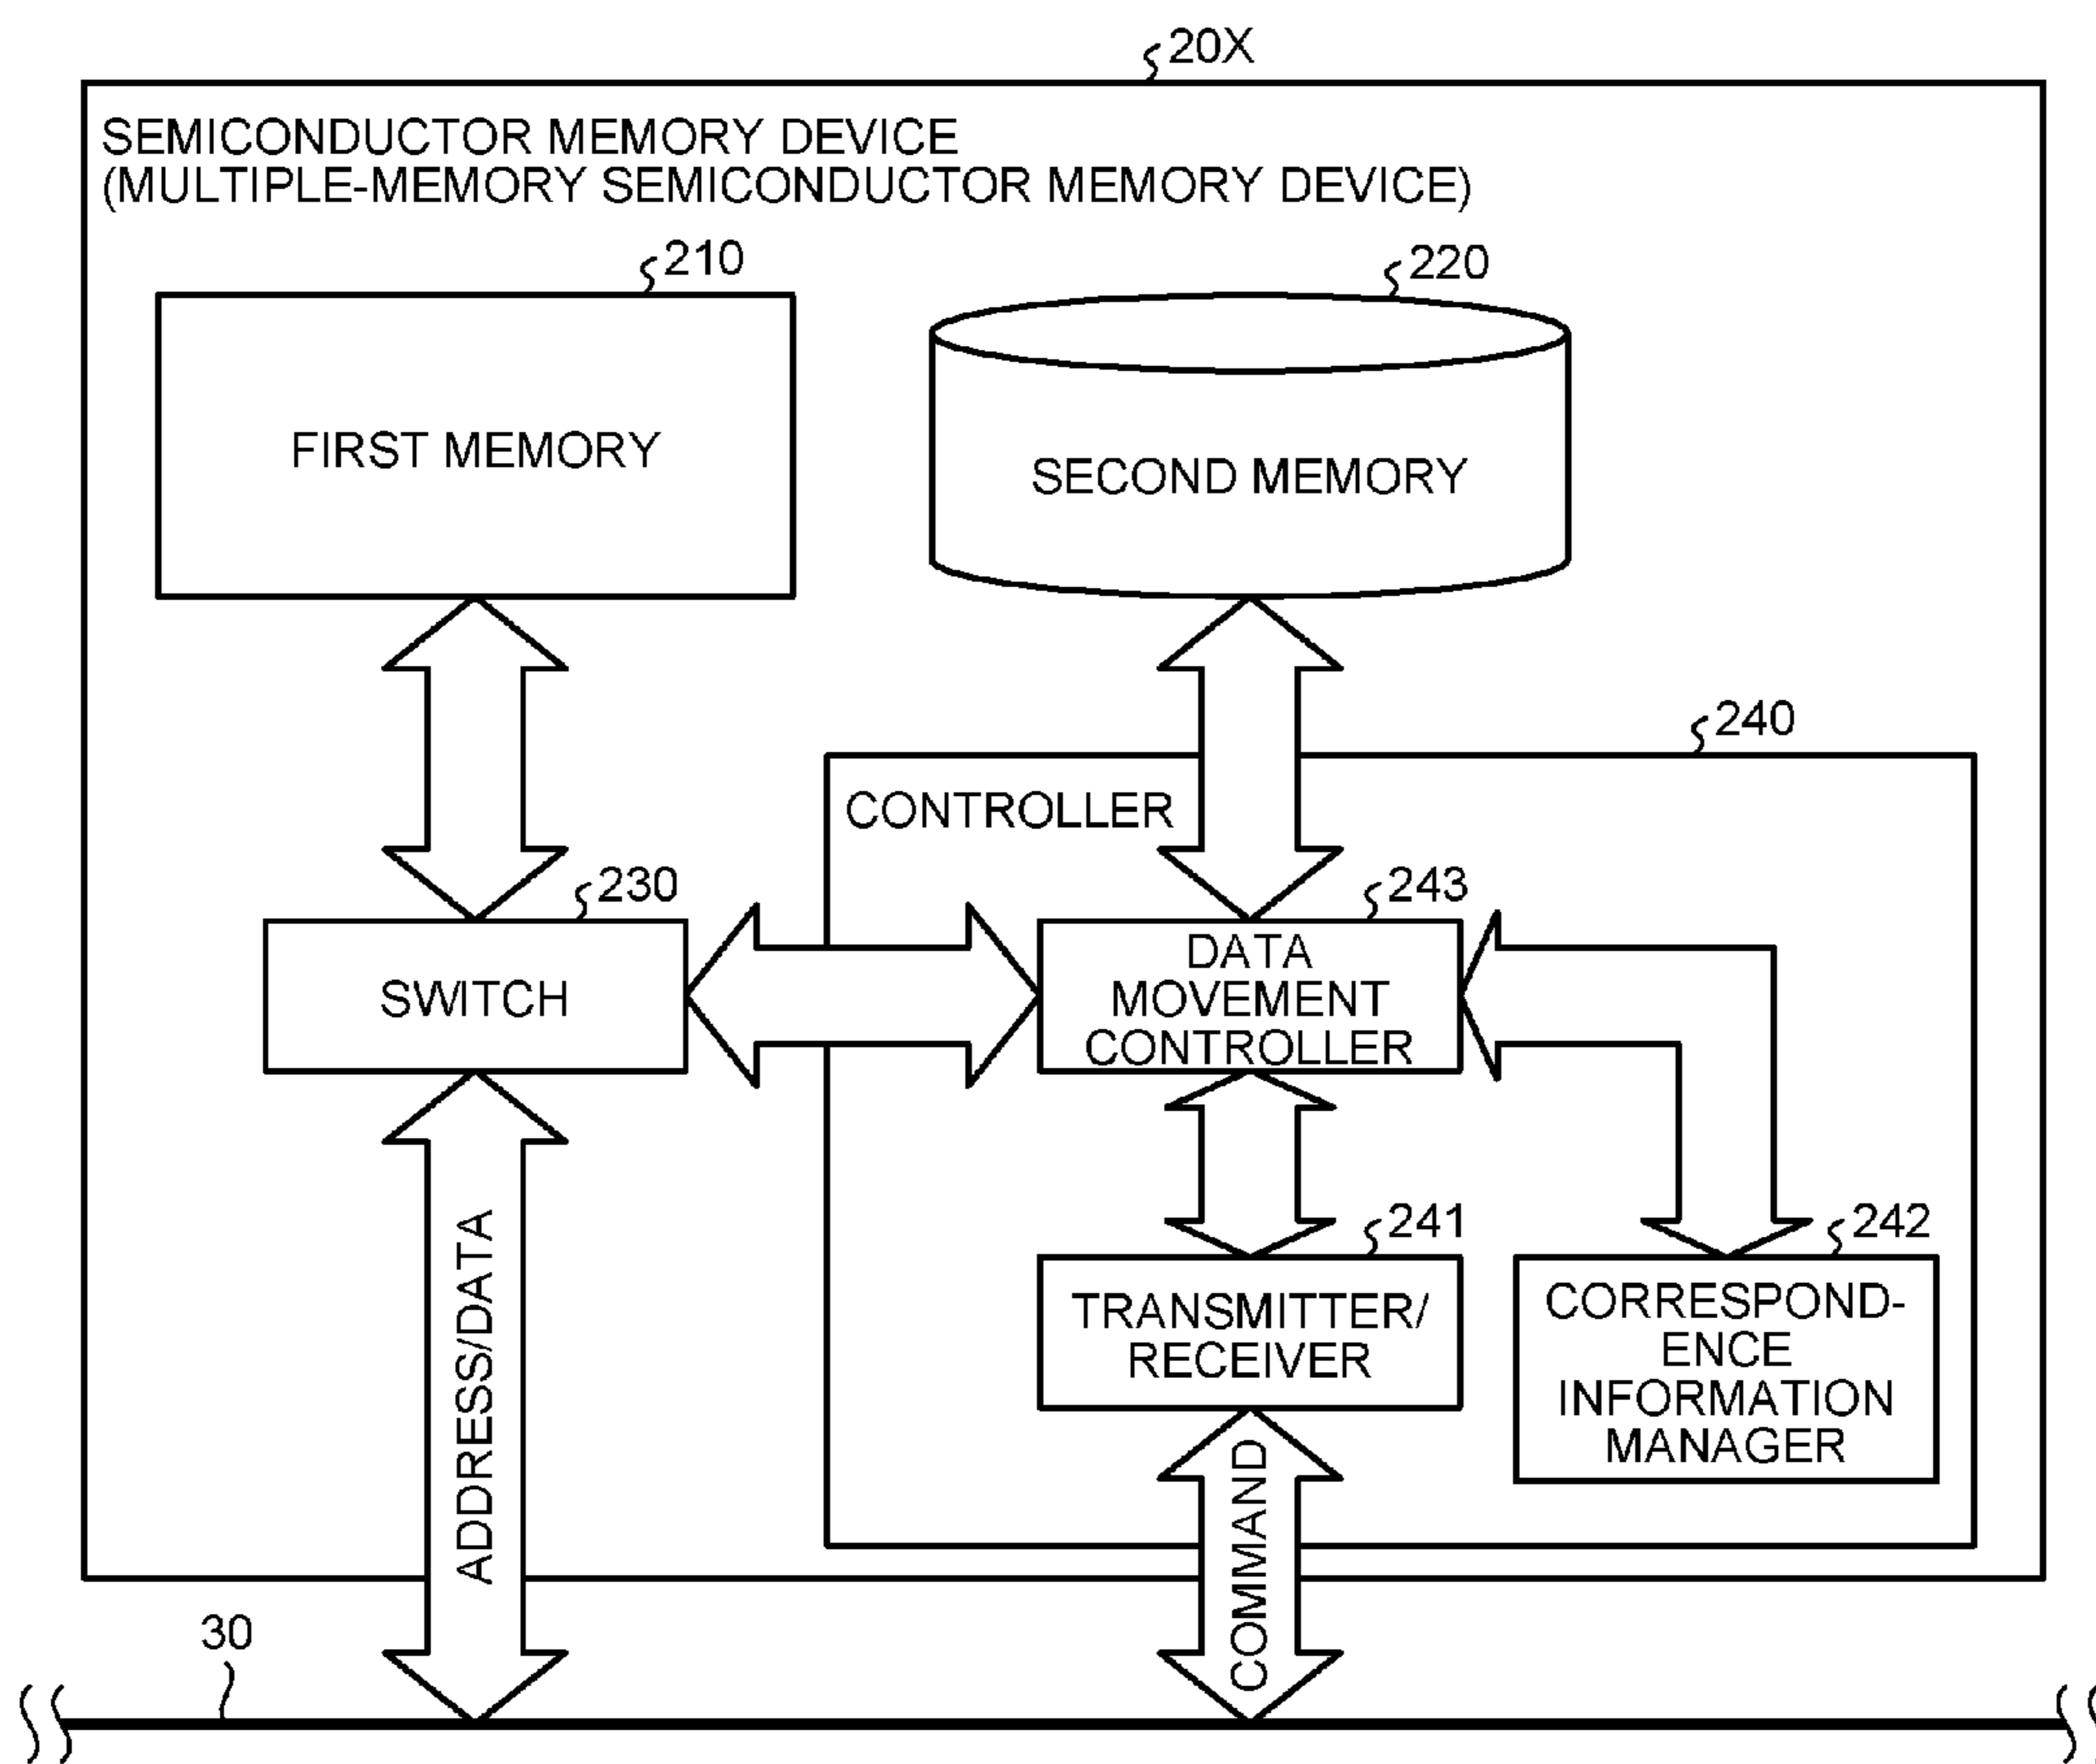 20X
SEMICONDUCTOR MEMORY DEVICE
(MULTIPLE-MEMORY SEMICONDUCTOR MEMORY DEVICE)
210
FIRST MEMORY
220
SECOND MEMORY
240
CONTROLLER
230
SWITCH
243
DATA
MOVEMENT
CONTROLLER
241
TRANSMITTER/
RECEIVER
242
CORRESPOND-
ENCE
INFORMATION
MANAGER
ADDRESS/DATA
COMMAND
30